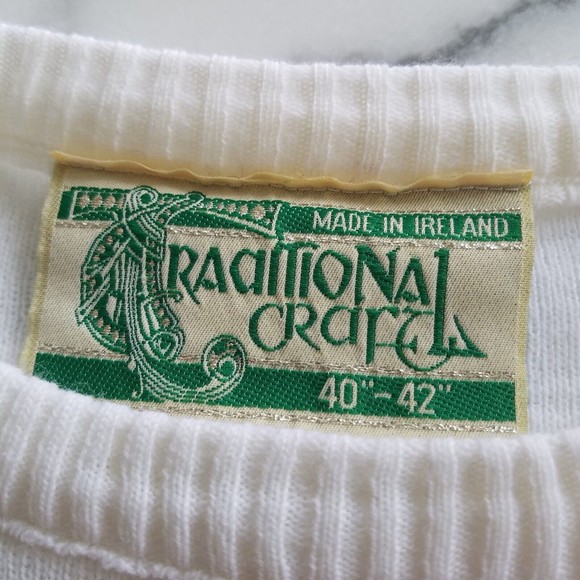 MADE IN IRELAND
TRADITIONAL
CRAFT
40"-42"